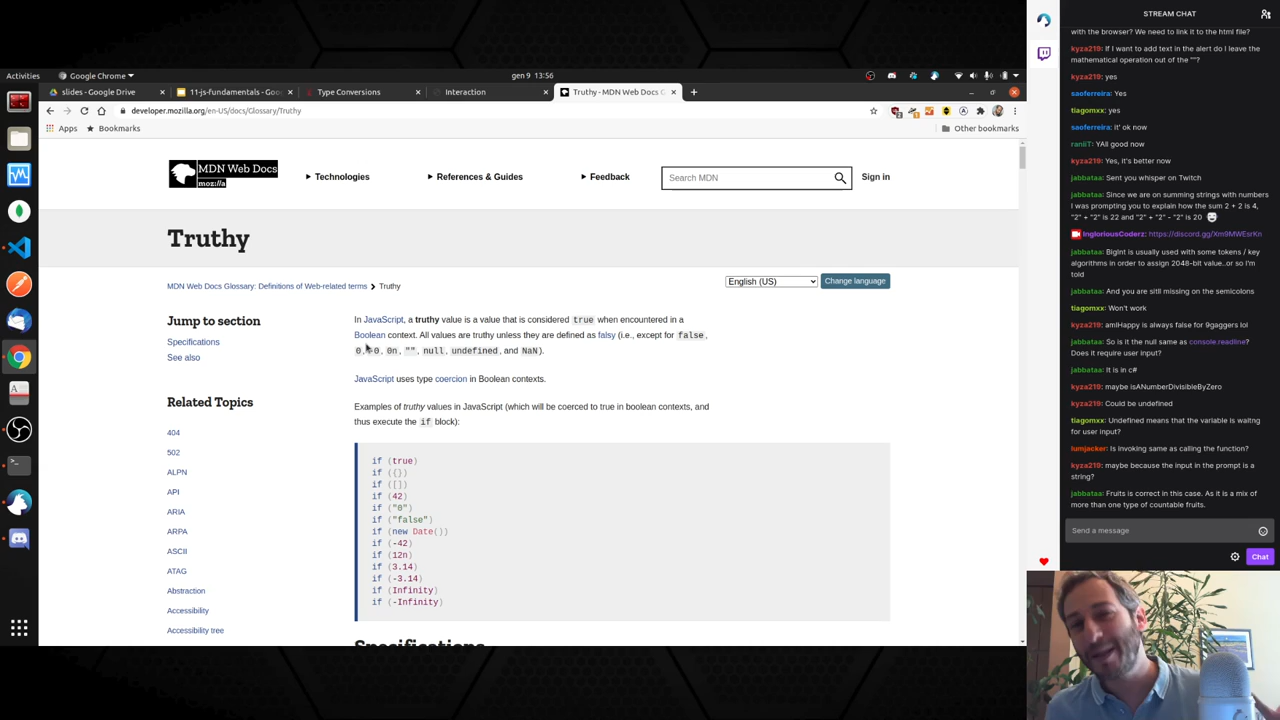 Activities
Google Chrome
gen 9 13:56
slides - Google Drive
11-js-Fundamentals - Goog
Type Conversions
Interaction
Truthy - MDN Web Docs G
developer.mozilla.org/en-US/docs/Glossary/Truthy
Apps
Bookmarks
Other bookmarks
MDN Web Docs
moz://a
Technologies
References & Guides
Feedback
Search MDN
Sign in
Truthy
MDN Web Docs Glossary: Definitions of Web-related terms
Truthy
English (US)
Change language
Jump to section
Specifications
See also
Related Topics
404
502
ALPN
API
ARIA
ARPA
ASCII
ATAG
Abstraction
Accessibility
Accessibility tree
In JavaScript, a truthy value is a value that is considered true when encountered in a
Boolean context. All values are truthy unless they are defined as falsy (i.e., except for false,
0, -0, 0n, "", null, undefined, and NaN).
JavaScript uses type coercion in Boolean contexts.
Examples of truthy values in JavaScript (which will be coerced to true in boolean contexts, and
thus execute the if block):
if (true)
if ({})
if ([])
if (42)
if ("0")
if ("false")
if (new Date())
if (-42)
if (12n)
if (3.14)
if (-3.14)
if (Infinity)
if (-Infinity)
Specifications
STREAM CHAT
with the browser? We need to link it to the html file?
kyza219: If I want to add text in the alert do I leave the
mathematical operation out of the ""?
kyza219: yes
saoferreira: Yes
tiagomxx: yes
saoferreira: it' ok now
raniiT: YAll good now
kyza219: Yes, it's better now
jabbataa: Sent you whisper on Twitch
jabbataa: Since we are on summing strings with numbers
I was prompting you to explain how the sum 2 + 2 is 4,
"2" + "2" is 22 and "2" + "2" - "2" is 20
IngloriousCoderz: https://discord.gg/Xm9MWEsrKn
jabbataa: BigInt is usually used with some tokens / key
algorithms in order to assign 2048-bit value..or so I'm
told
jabbataa: And you are sitll missing on the semicolons
tiagomxx: Won't work
kyza219: amIHappy is always false for 9gaggers lol
jabbataa: So is it the null same as console.readline?
Does it require user input?
jabbataa: It is in c#
kyza219: maybe isANumberDivisibleByZero
kyza219: Could be undefined
tiagomxx: Undefined means that the variable is waitng
for user input?
lumjacker: Is invoking same as calling the function?
kyza219: maybe because the input in the prompt is a
string?
jabbataa: Fruits is correct in this case. As it is a mix of
more than one type of countable fruits.
Send a message
Chat